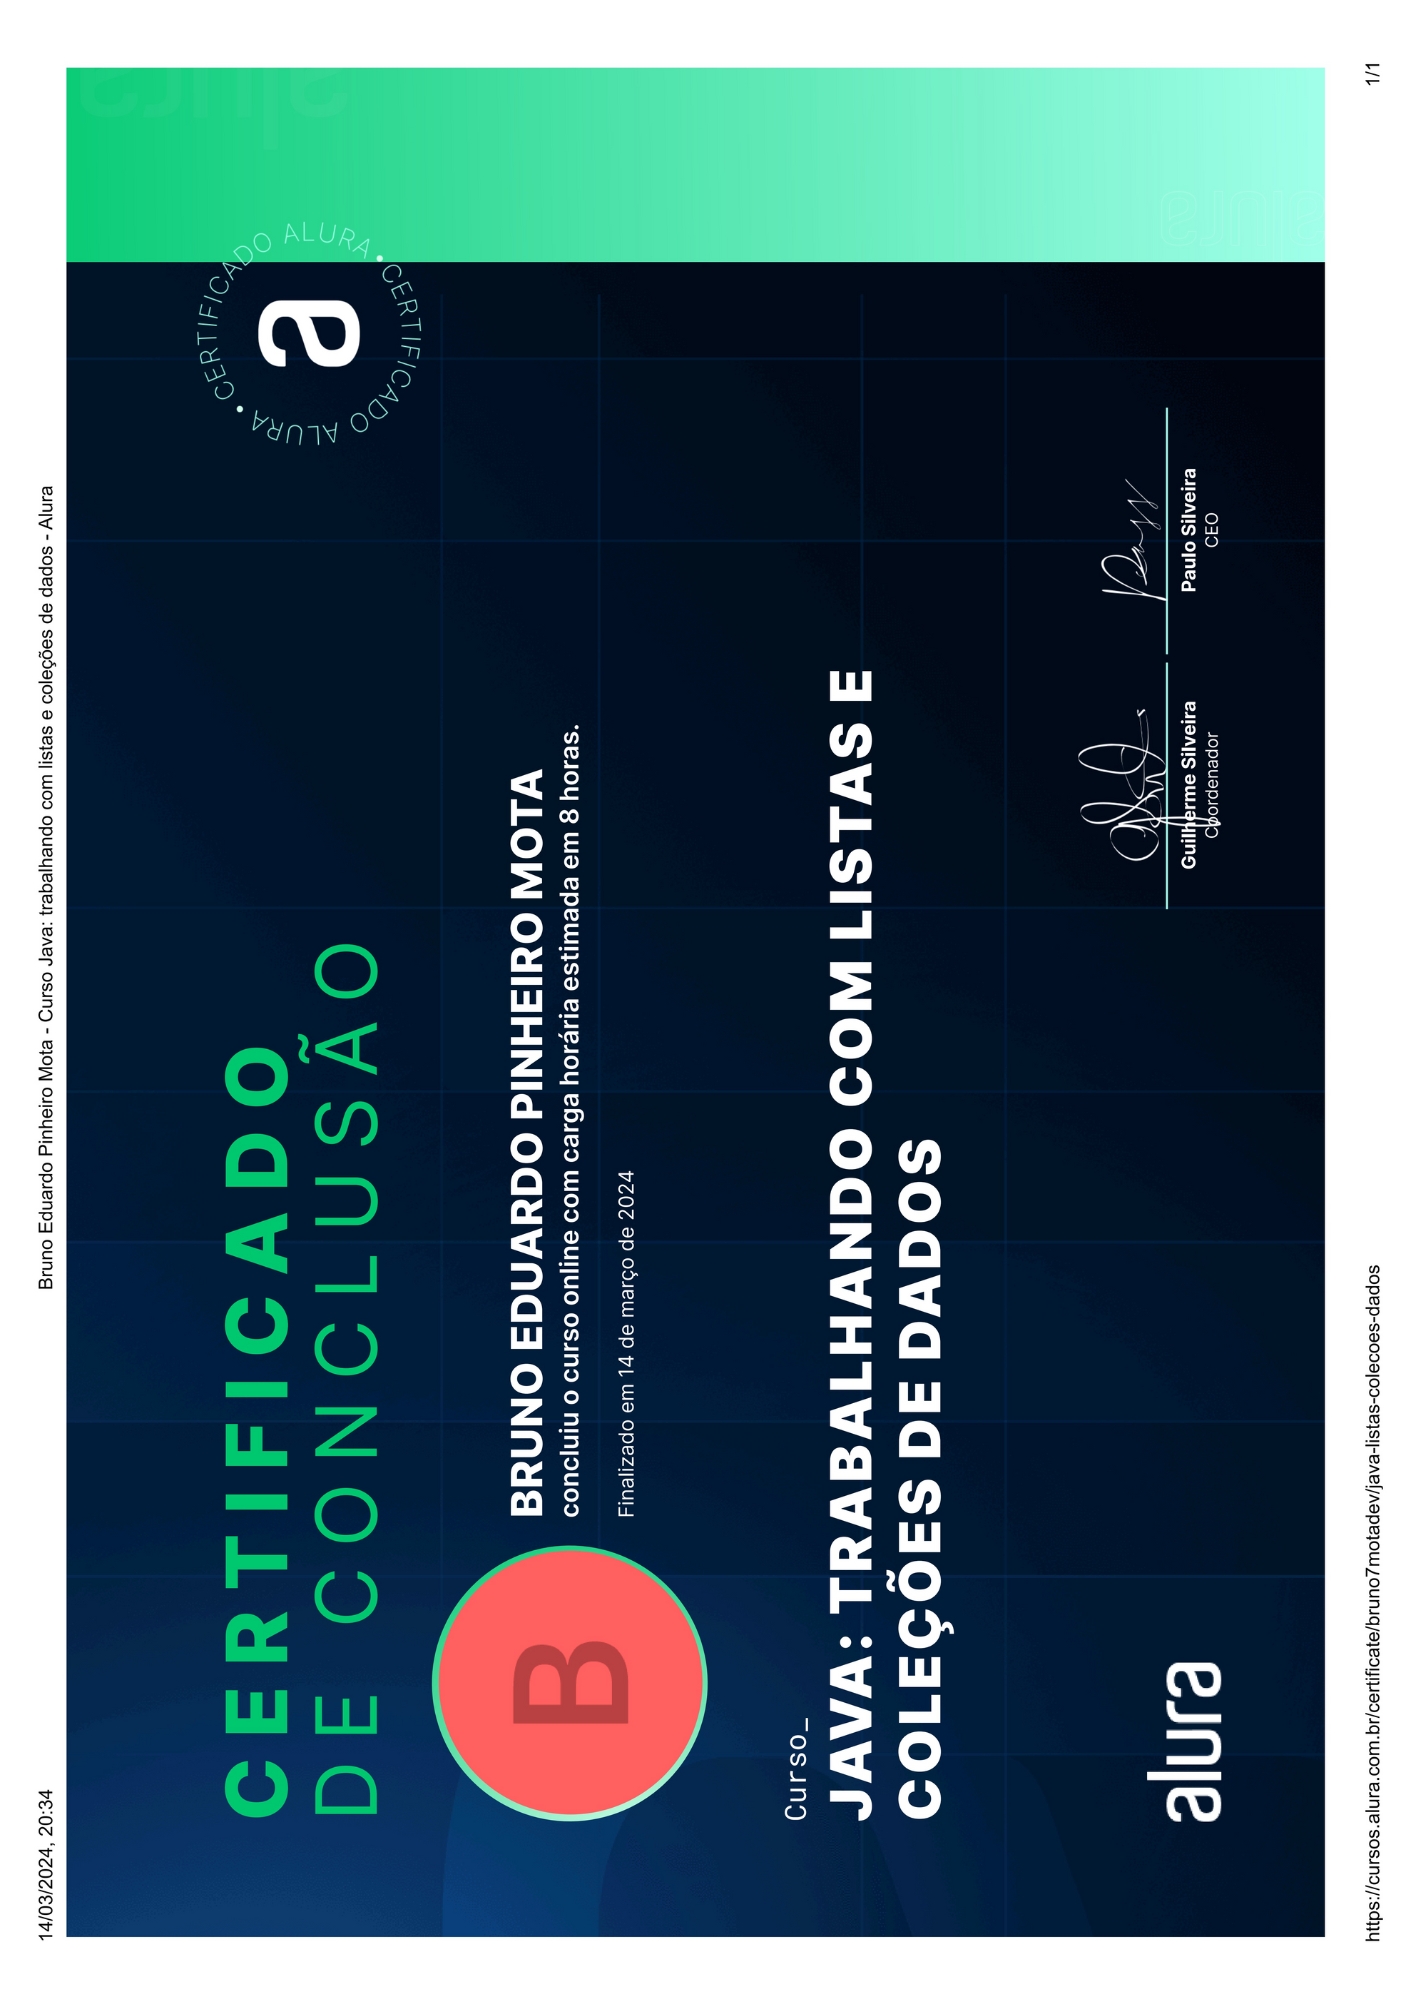 14/03/2024, 20:34
Bruno Eduardo Pinheiro Mota - Curso Java: trabalhando com listas e coleções de dados - Alura
CERTIFICADO
DE CONCLUSÃO
CERTIFICADO ALURA • CERTIFICADO ALURA •
a
B
BRUNO EDUARDO PINHEIRO MOTA
concluiu o curso online com carga horária estimada em 8 horas.
Finalizado em 14 de março de 2024
Curso_
JAVA: TRABALHANDO COM LISTAS E
COLEÇÕES DE DADOS
alura
Guilherme Silveira
Coordenador
Paulo Silveira
CEO
alura
alura
https://cursos.alura.com.br/certificate/bruno7motadev/java-listas-colecoes-dados
1/1